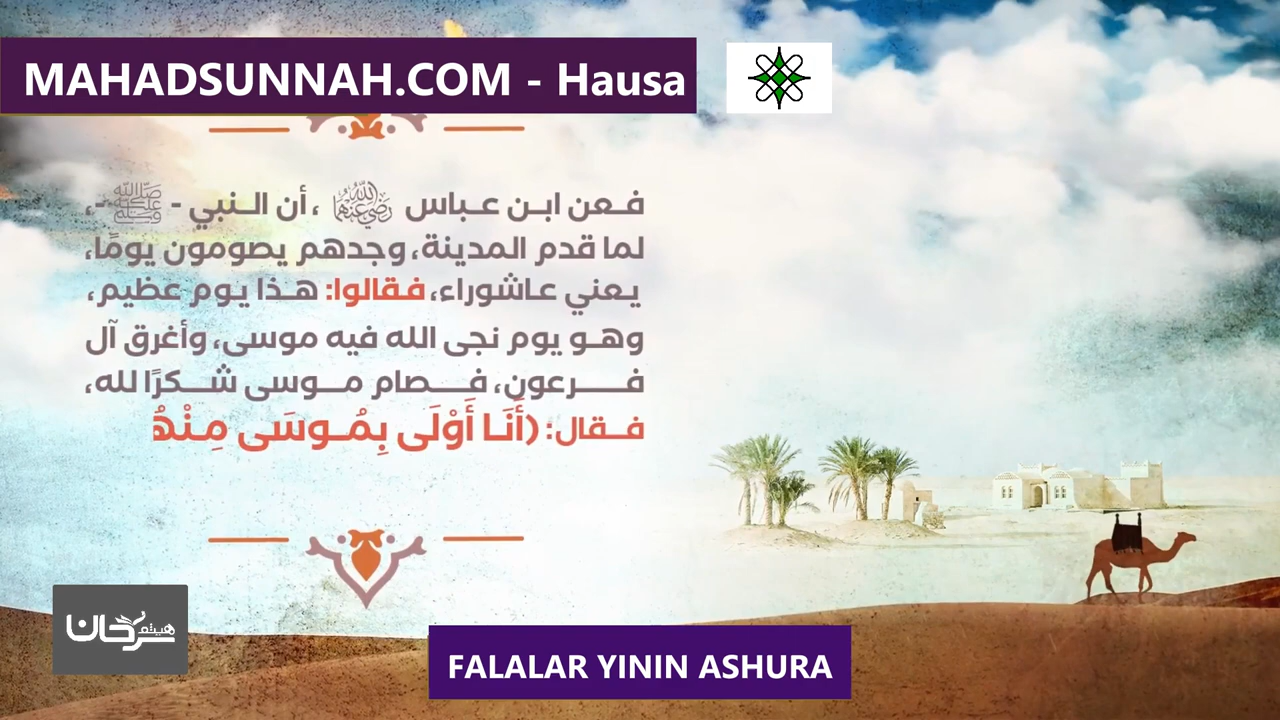 MAHADSUNNAH.COM - Hausa
فعن ابن عباس رضي الله عنهما، أن النبي - صلى الله عليه وسلم -،
لما قدم المدينة، وجدهم يصومون يومًا،
يعني عاشوراء، فقالوا: هذا يوم عظيم،
وهو يوم نجى الله فيه موسى، وأغرق آل
فرعون، فصام موسى شكرًا لله،
فقال: (أَنَا أَوْلَى بِمُوسَى مِنْهُ
هيثم سرحان
FALALAR YININ ASHURA